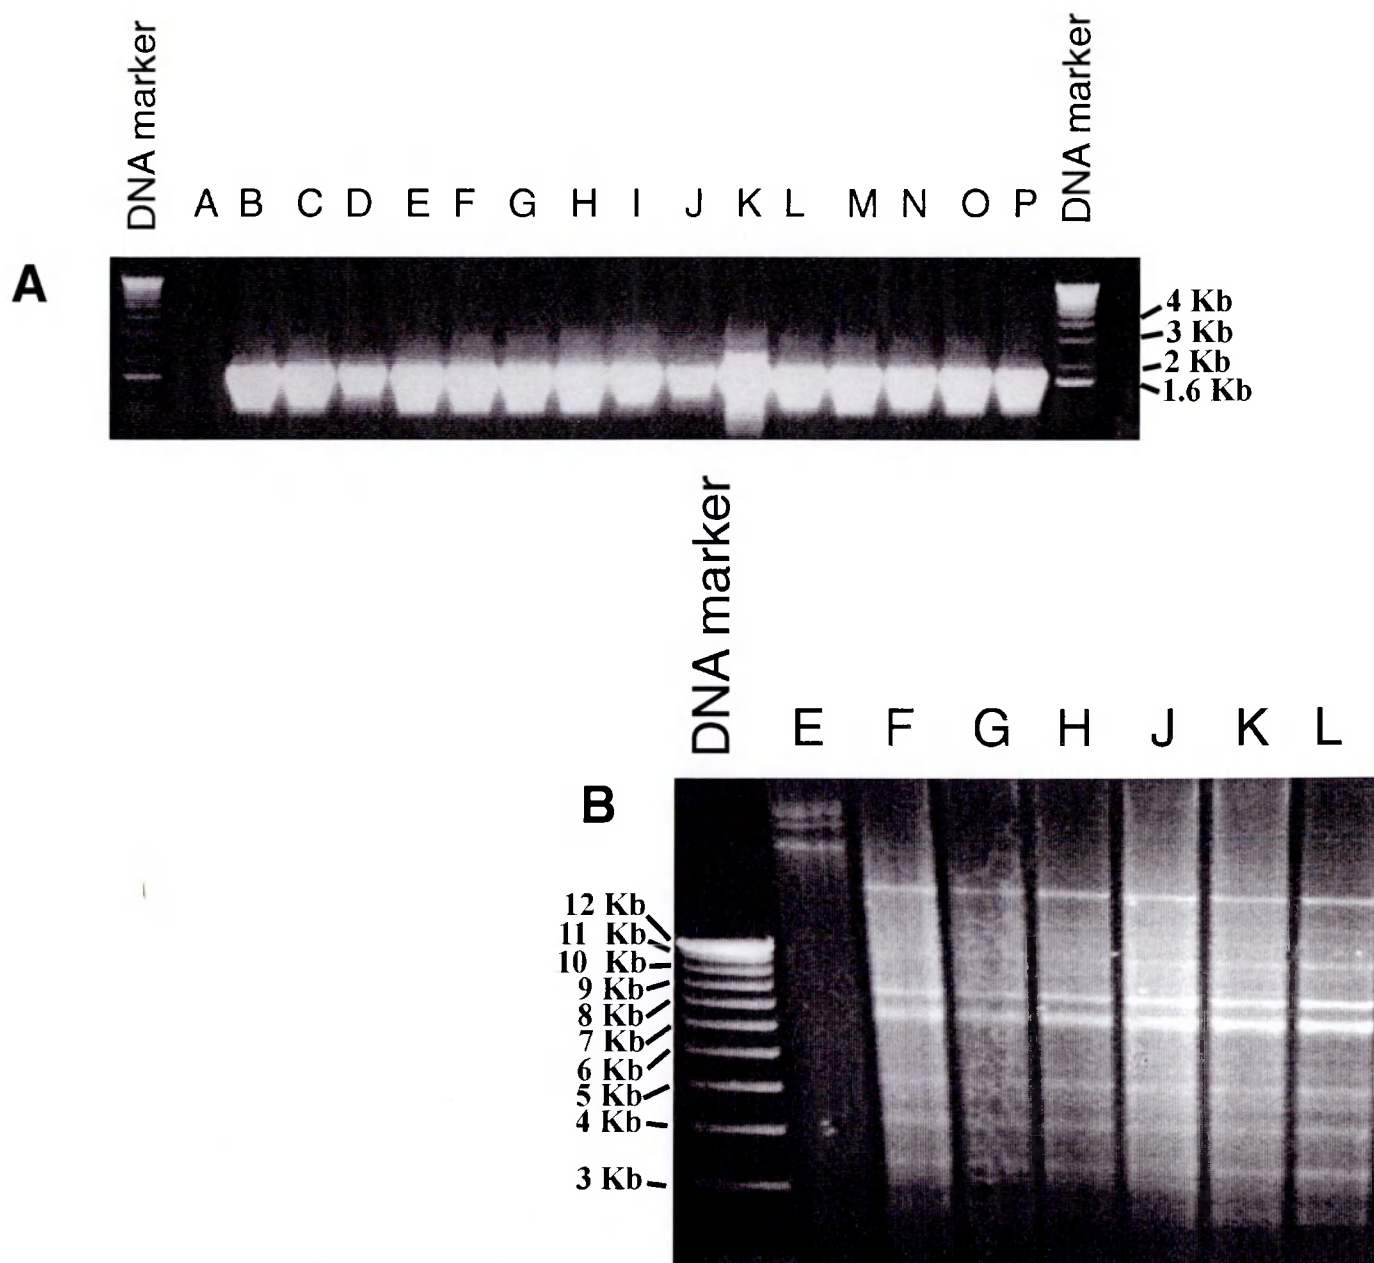 DNA marker
DNA marker
A B C D E F G H I J K L M N O P
A
4 Kb
3 Kb
2 Kb
1.6 Kb
DNA marker
E F G H J K L
B
12 Kb
11 Kb
10 Kb
9 Kb
8 Kb
7 Kb
6 Kb
5 Kb
4 Kb
3 Kb